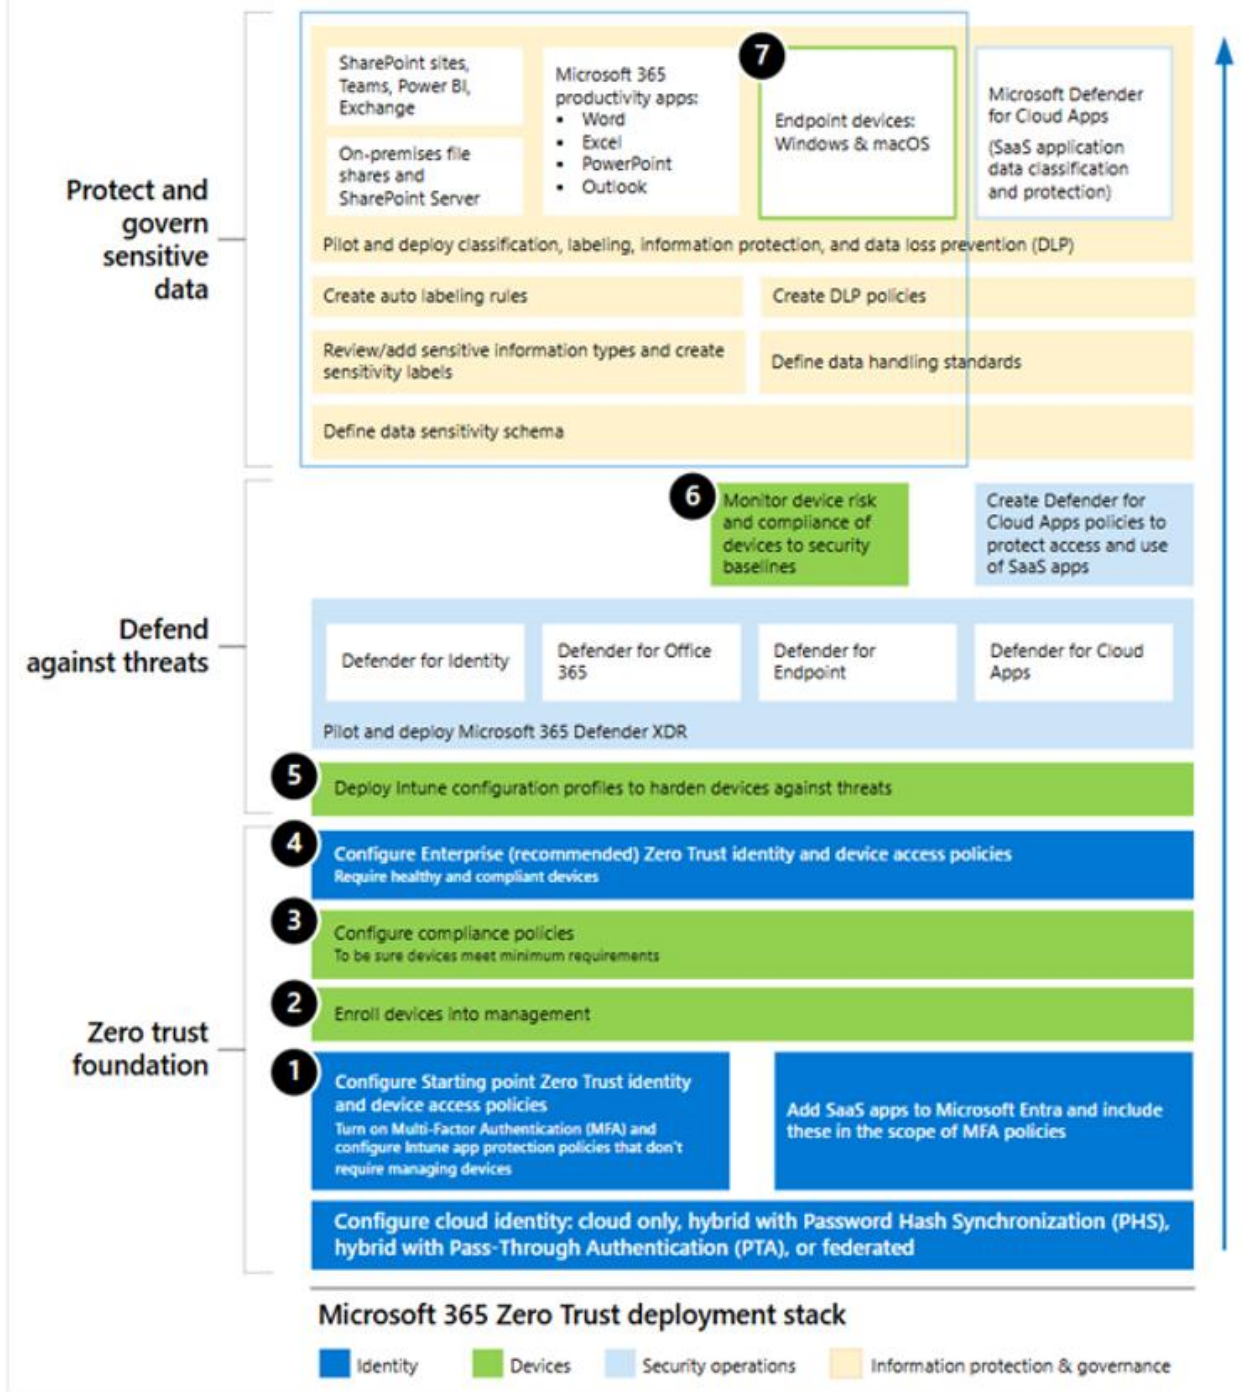 Protect and
govern
sensitive
data
SharePoint sites,
Teams, Power BI,
Exchange
On-premises file
shares and
SharePoint Server
Microsoft 365
productivity apps:
▪ Word
▪ Excel
▪ PowerPoint
▪ Outlook
7
Endpoint devices:
Windows & macOS
Microsoft Defender
for Cloud Apps
(SaaS application
data classification
and protection)
Pilot and deploy classification, labeling, information protection, and data loss prevention (DLP)
Create auto labeling rules
Create DLP policies
Review/add sensitive information types and create
sensitivity labels
Define data handling standards
Define data sensitivity schema
Defend
against threats
6
Monitor device risk
and compliance of
devices to security
baselines
Create Defender for
Cloud Apps policies to
protect access and use
of SaaS apps
Defender for Identity
Defender for Office
365
Defender for
Endpoint
Defender for Cloud
Apps
Pilot and deploy Microsoft 365 Defender XDR
5
Deploy Intune configuration profiles to harden devices against threats
Zero trust
foundation
4
Configure Enterprise (recommended) Zero Trust identity and device access policies
Require healthy and compliant devices
3
Configure compliance policies
To be sure devices meet minimum requirements
2
Enroll devices into management
1
Configure Starting point Zero Trust identity
and device access policies
Turn on Multi-Factor Authentication (MFA) and
configure Intune app protection policies that don't
require managing devices
Add SaaS apps to Microsoft Entra and include
these in the scope of MFA policies
Configure cloud identity: cloud only, hybrid with Password Hash Synchronization (PHS),
hybrid with Pass-Through Authentication (PTA), or federated
Microsoft 365 Zero Trust deployment stack
Identity
Devices
Security operations
Information protection & governance